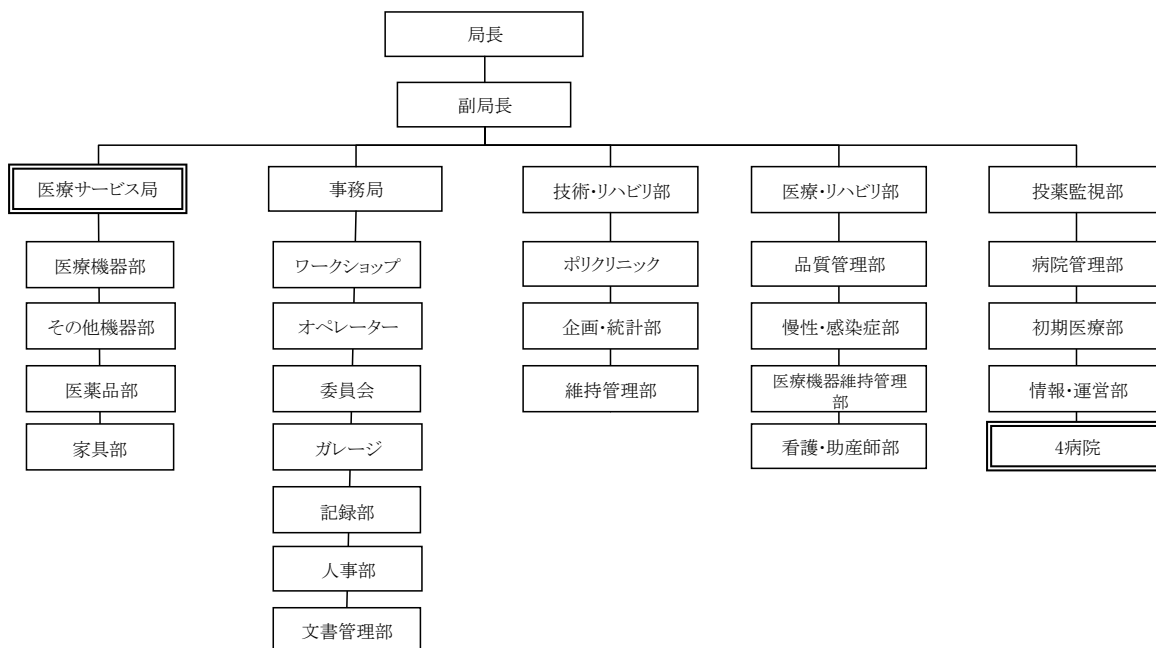 局長
副局長
医療サービス局
事務局
技術・リハビリ部
医療・リハビリ部
投薬監視部
医療機器部
ワークショップ
ポリクリニック
品質管理部
病院管理部
その他機器部
オペレーター
企画・統計部
慢性・感染症部
初期医療部
医薬品部
委員会
維持管理部
医療機器維持管理
部
情報・運営部
家具部
ガレージ
看護・助産師部
4病院
記録部
人事部
文書管理部